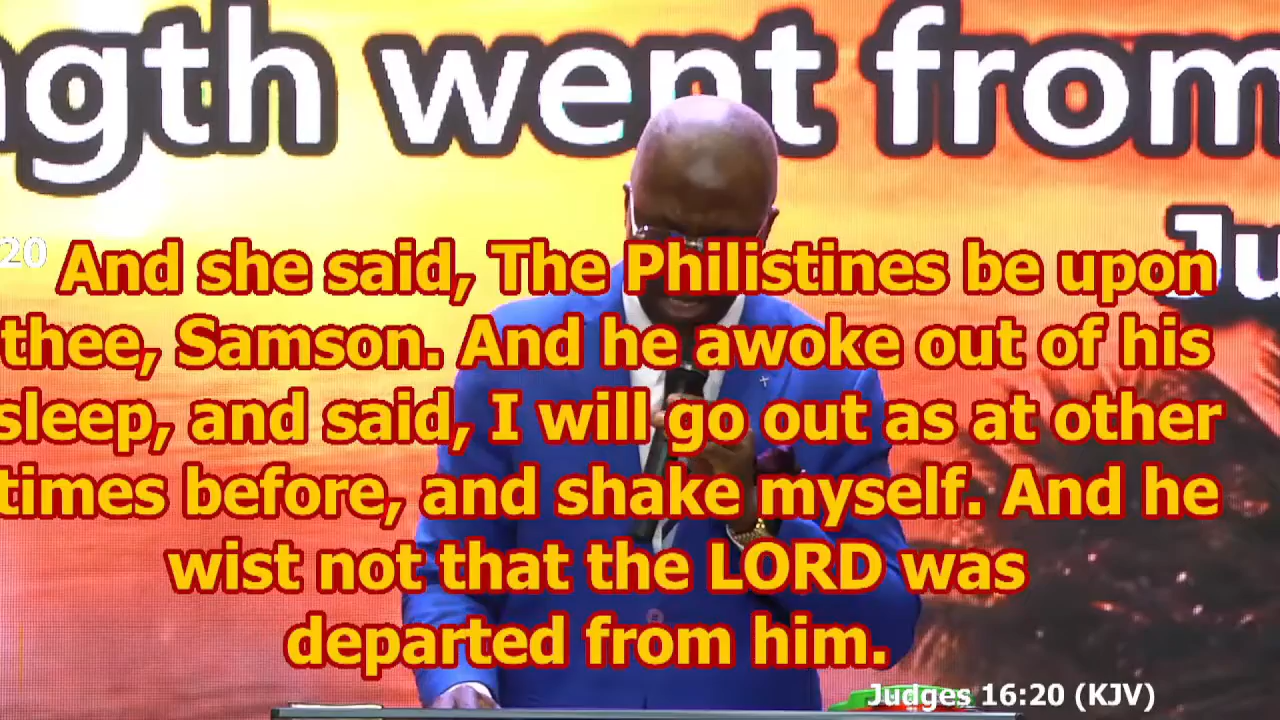 ngth went from
Ju
20 And she said, The Philistines be upon
thee, Samson. And he awoke out of his
sleep, and said, I will go out as at other
times before, and shake myself. And he
wist not that the LORD was
departed from him.
Judges 16:20 (KJV)